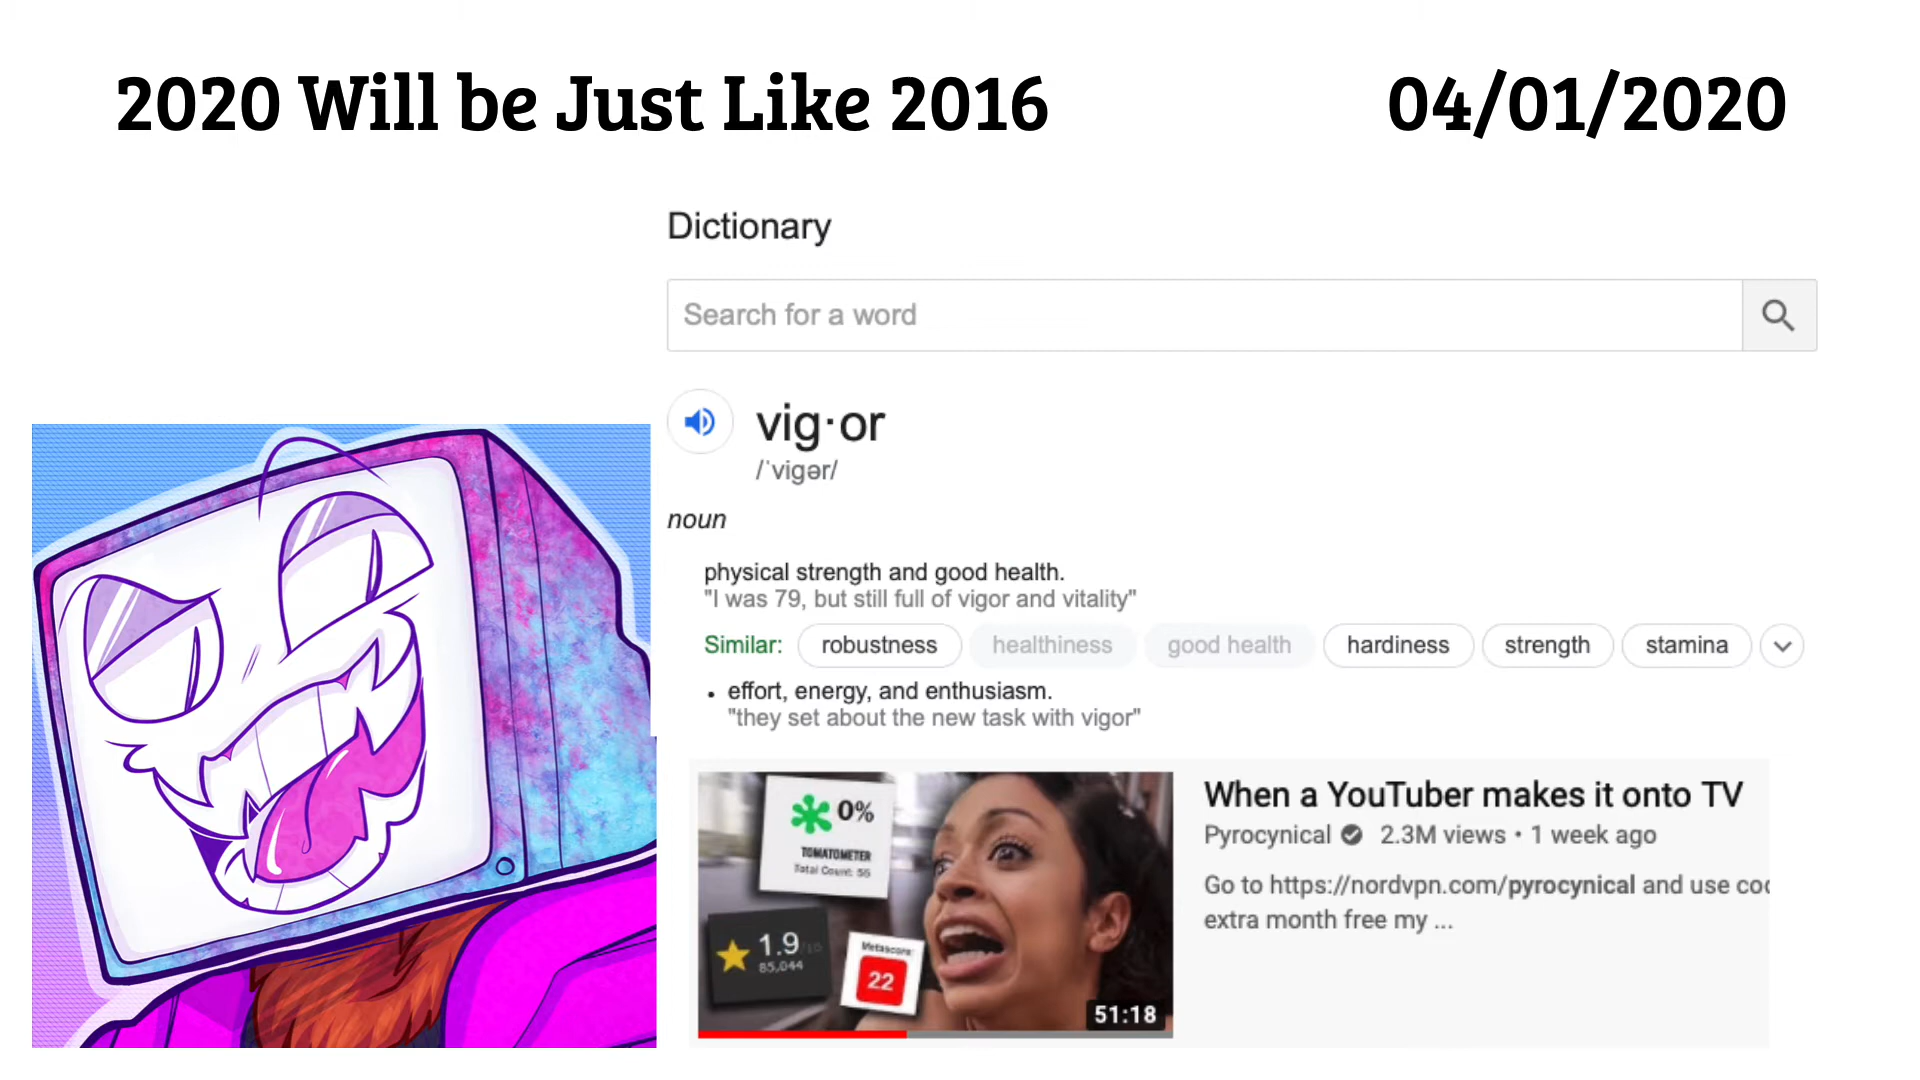 2020 Will be Just Like 2016
04/01/2020
Dictionary
Search for a word
vig·or
/ˈvigər/
noun
physical strength and good health.
"I was 79, but still full of vigor and vitality"
Similar: robustness healthiness good health hardiness strength stamina
• effort, energy, and enthusiasm.
"they set about the new task with vigor"
0%
TOMATOMETER
Total Count: 56
1.9/10
85,044
Metascore
22
51:18
When a YouTuber makes it onto TV
Pyrocynical 2.3M views • 1 week ago
Go to https://nordvpn.com/pyrocynical and use
extra month free my ...